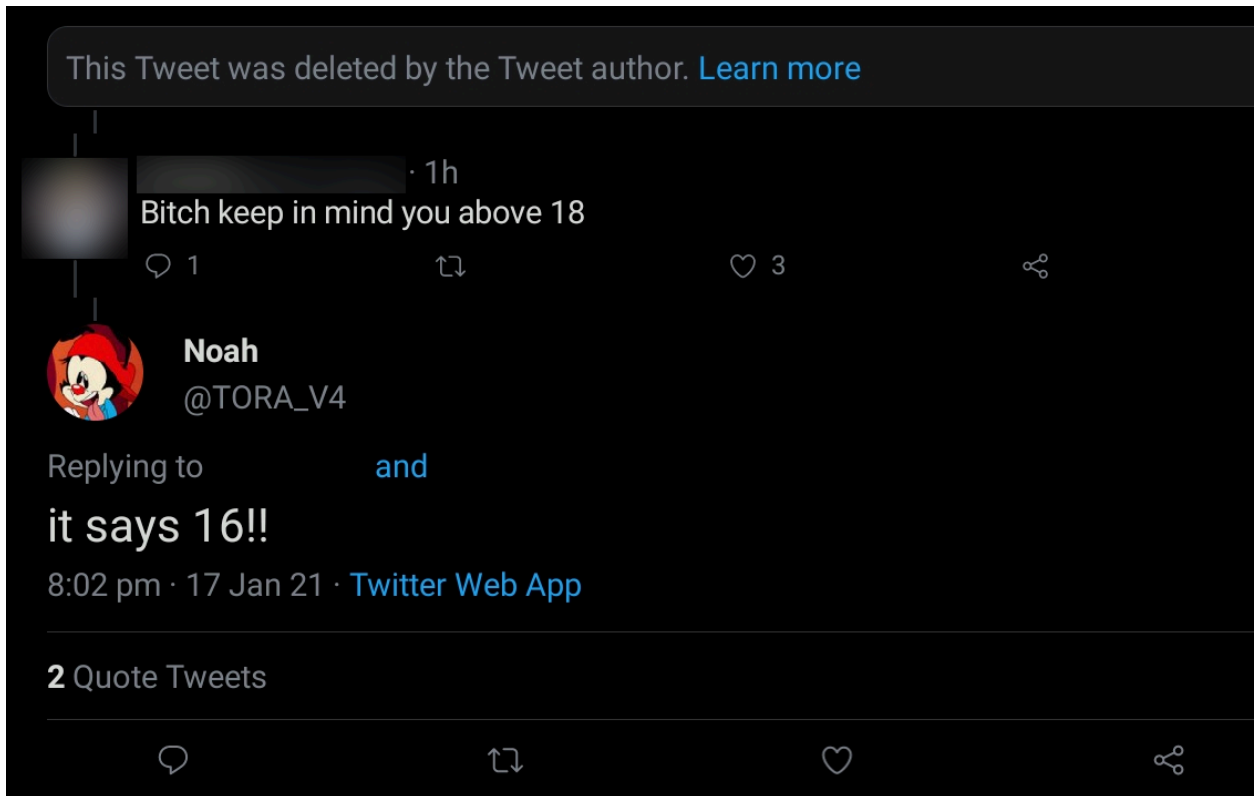 This Tweet was deleted by the Tweet author. Learn more
· 1h
Bitch keep in mind you above 18
1 3
Noah
@TORA_V4
Replying to and
it says 16!!
8:02 pm · 17 Jan 21 · Twitter Web App
2 Quote Tweets